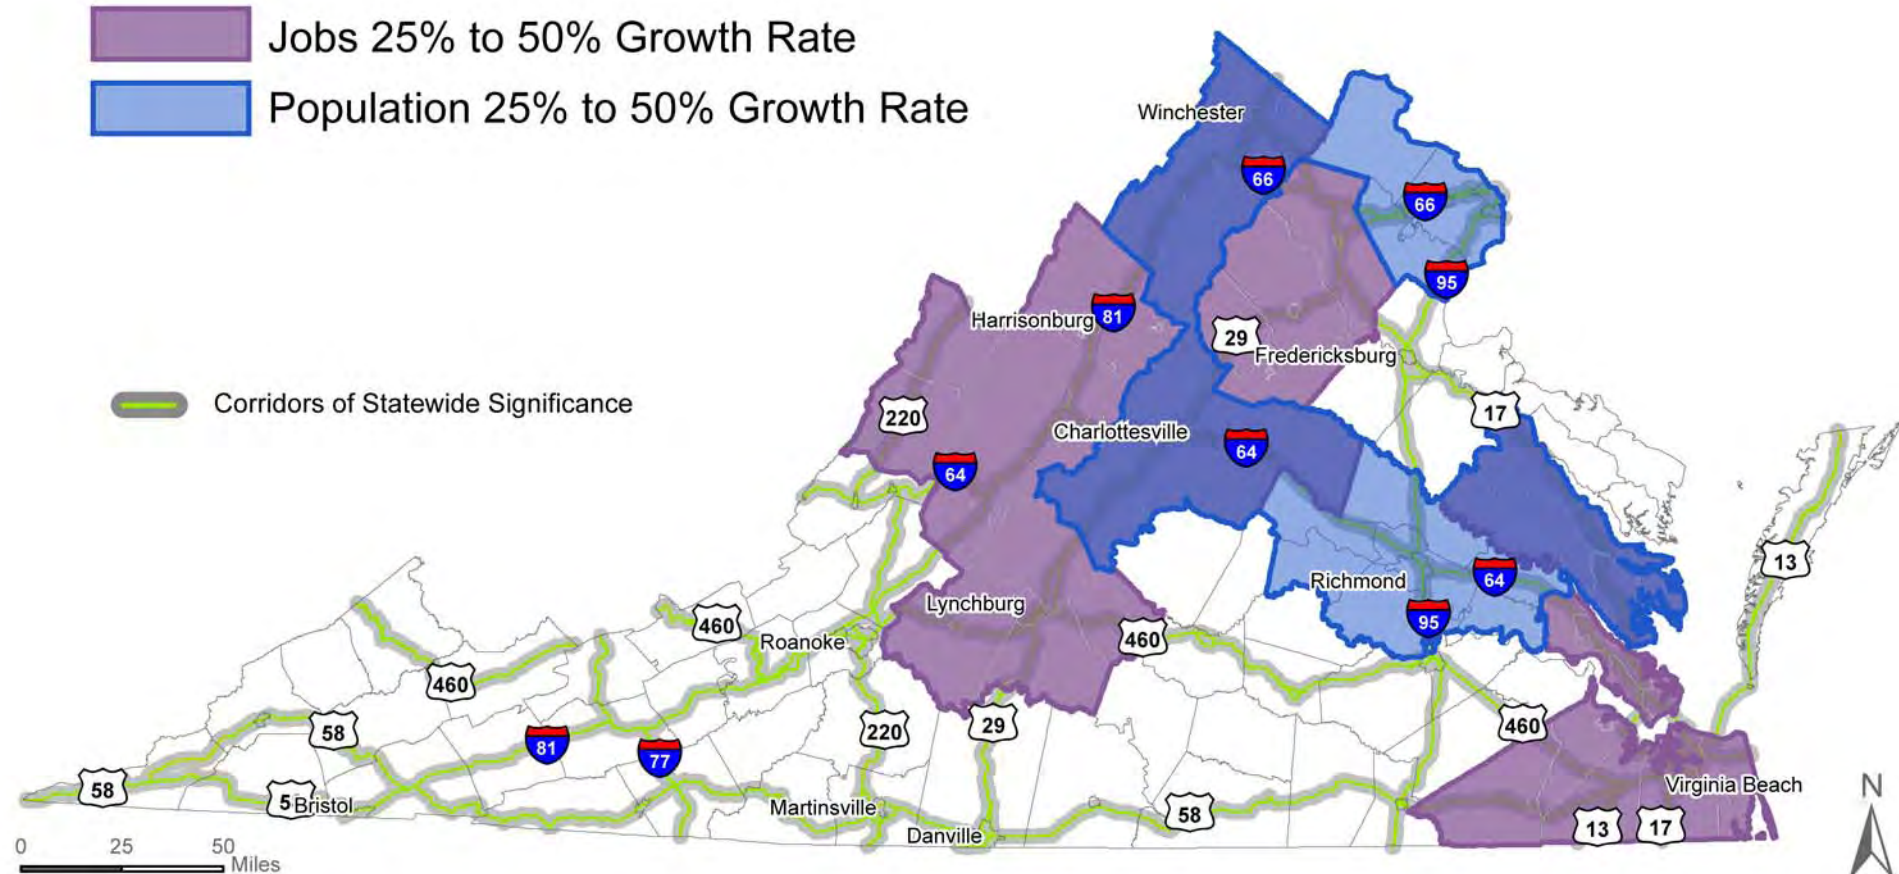 Jobs 25% to 50% Growth Rate
Population 25% to 50% Growth Rate
Winchester
66
66
95
Harrisonburg
81
29
Fredericksburg
Corridors of Statewide Significance
220
17
Charlottesville
64
64
13
Richmond
64
Lynchburg
95
460
Roanoke
460
460
58
220
29
460
81
77
58
5
Bristol
Martinsville
58
Virginia Beach
Danville
13
17
N
0 25 50
Miles